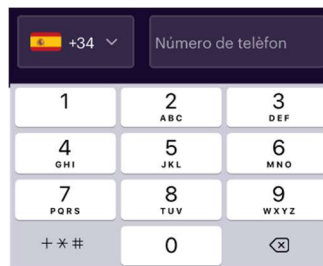 +34 Número de telèfon
1 2 3
ABC DEF
4 5 6
GHI JKL MNO
7 8 9
PQRS TUV WXYZ
+*# 0